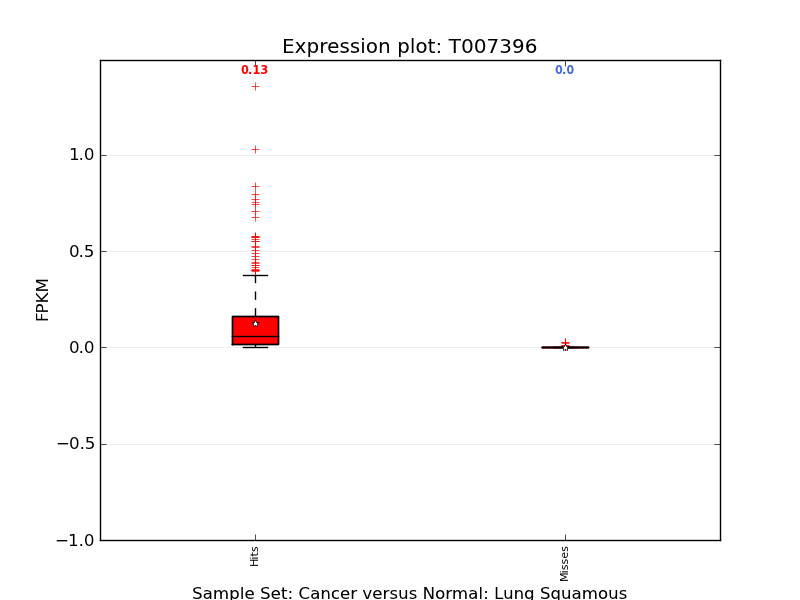 Expression plot: T007396
0.13
0.0
1.0
0.5
0.0
−0.5
−1.0
FPKM
Hits
Misses
Sample Set: Cancer versus Normal: Lung Squamous